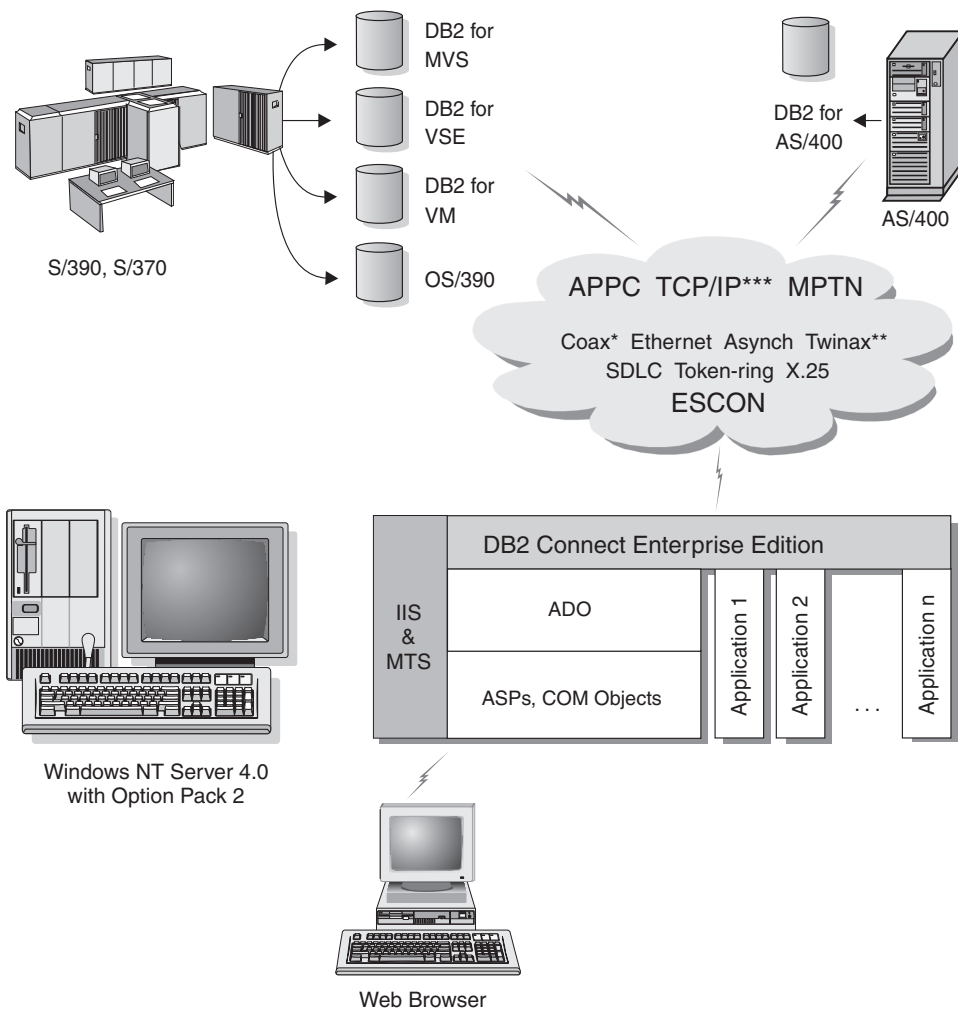 DB2 for
MVS
DB2 for
VSE
DB2 for
VM
OS/390
S/390, S/370
DB2 for
AS/400
AS/400
APPC TCP/IP*** MPTN
Coax* Ethernet Asynch Twinax**
SDLC Token-ring X.25
ESCON
DB2 Connect Enterprise Edition
IIS
&
MTS
ADO
ASPs, COM Objects
Application 1
Application 2
. . .
Application n
Windows NT Server 4.0
with Option Pack 2
Web Browser